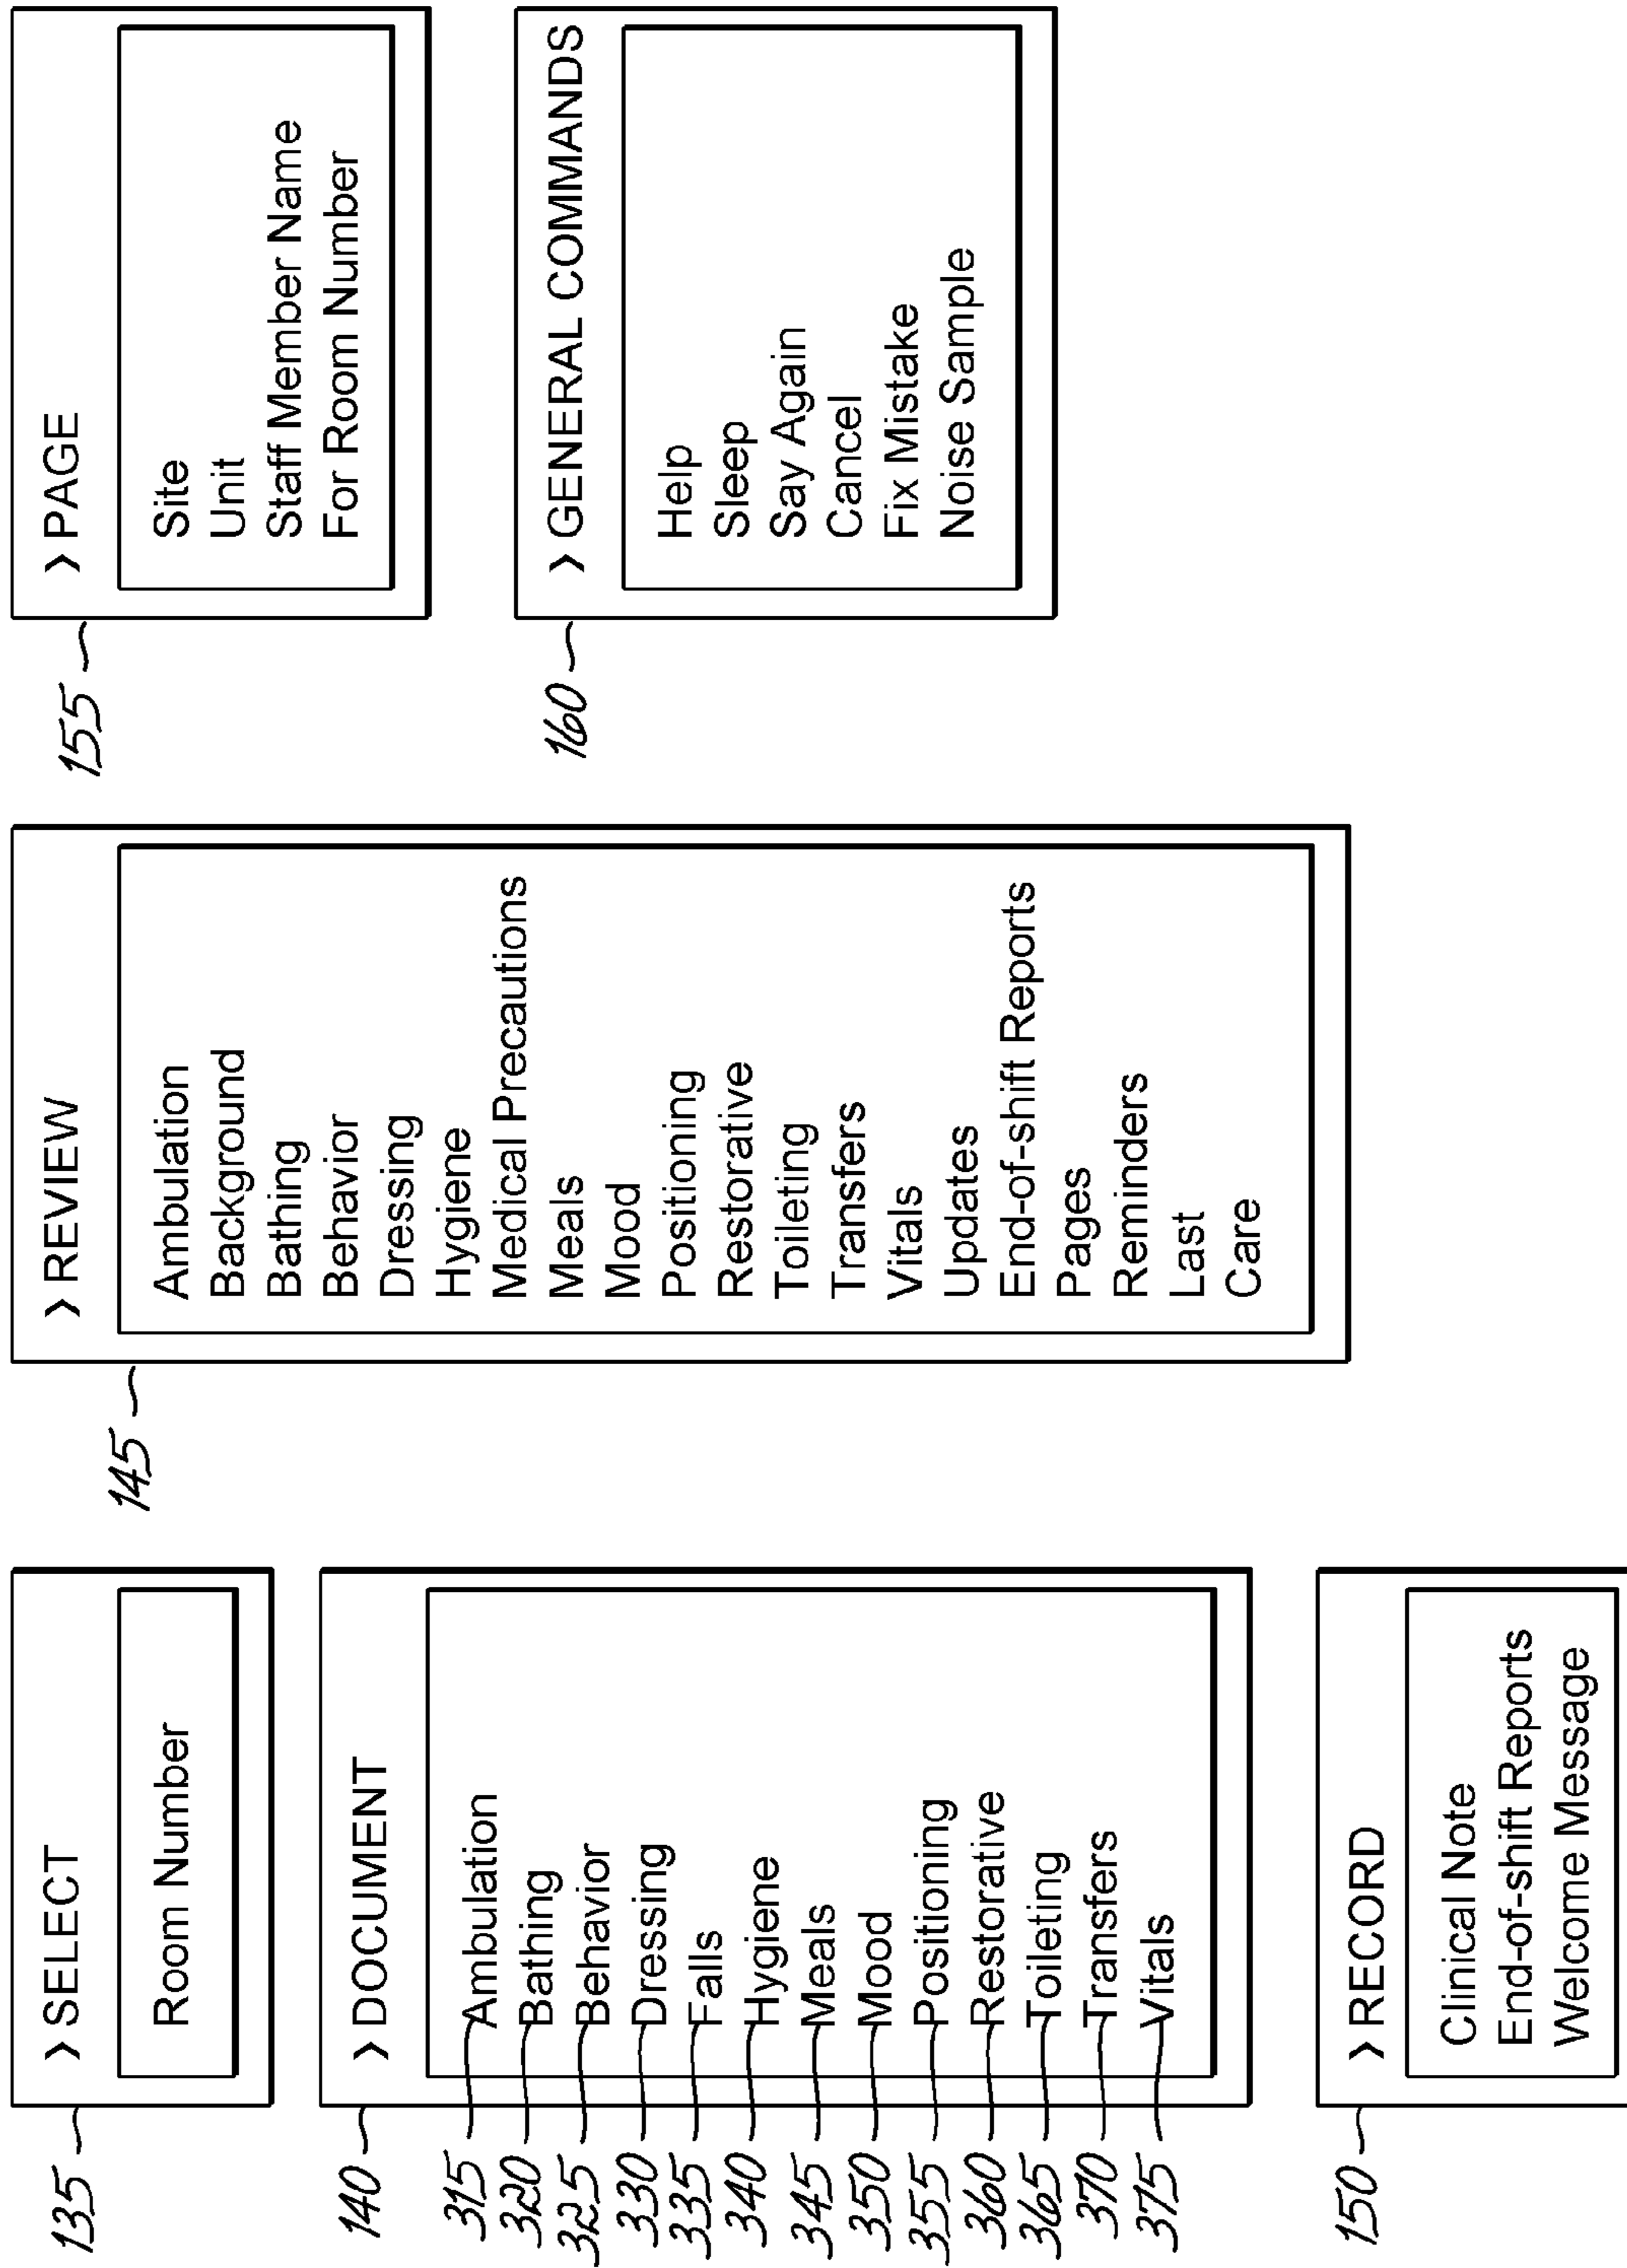 135
❯ SELECT
Room Number
140
❯ DOCUMENT
315 Ambulation
320 Bathing
325 Behavior
330 Dressing
335 Falls
340 Hygiene
345 Meals
350 Mood
355 Positioning
360 Restorative
365 Toileting
370 Transfers
375 Vitals
150
❯ RECORD
Clinical Note
End-of-shift Reports
Welcome Message
145
❯ REVIEW
Ambulation
Background
Bathing
Behavior
Dressing
Hygiene
Medical Precautions
Meals
Mood
Positioning
Restorative
Toileting
Transfers
Vitals
Updates
End-of-shift Reports
Pages
Reminders
Last
Care
155
❯ PAGE
Site
Unit
Staff Member Name
For Room Number
160
❯ GENERAL COMMANDS
Help
Sleep
Say Again
Cancel
Fix Mistake
Noise Sample